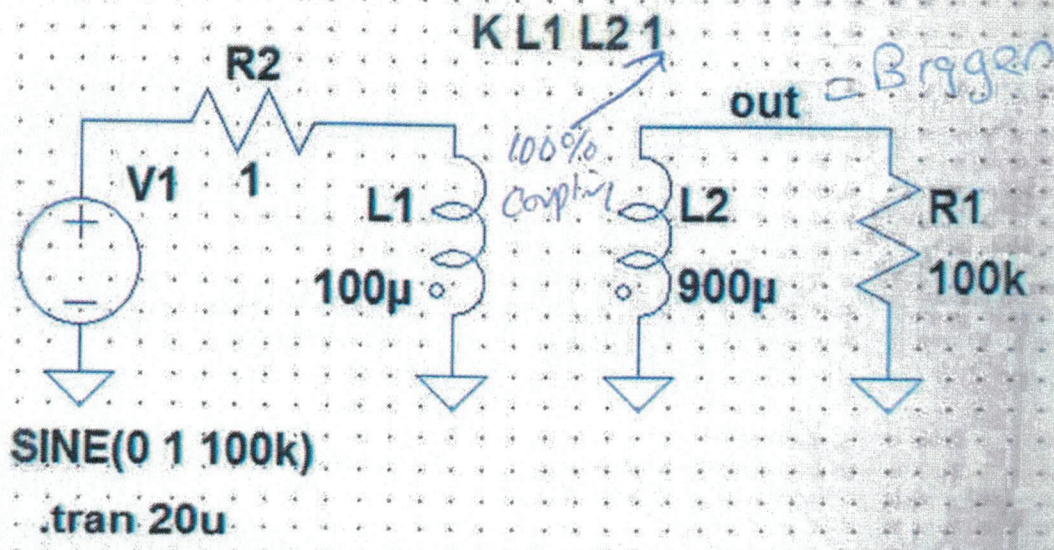 K L1 L2 1
R2
out = Bigger
100%
V1
1
L1
Coupling
L2
R1
100µ
900µ
100k
SINE(0 1 100k)
.tran 20u